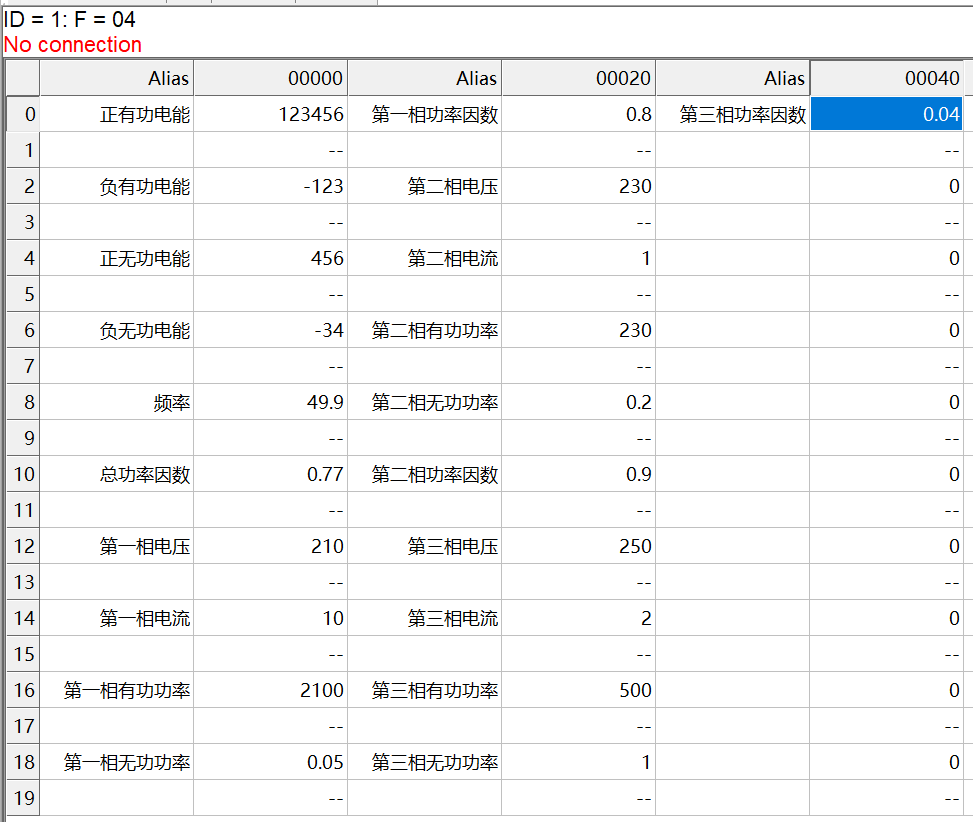 ID = 1: F = 04
No connection
Alias 00000 Alias 00020 Alias 00040
0 正有功电能 123456 第一相功率因数 0.8 第三相功率因数 0.04
1 -- -- --
2 负有功电能 -123 第二相电压 230 0
3 -- -- --
4 正无功电能 456 第二相电流 1 0
5 -- -- --
6 负无功电能 -34 第二相有功功率 230 0
7 -- -- --
8 频率 49.9 第二相无功功率 0.2 0
9 -- -- --
10 总功率因数 0.77 第二相功率因数 0.9 0
11 -- -- --
12 第一相电压 210 第三相电压 250 0
13 -- -- --
14 第一相电流 10 第三相电流 2 0
15 -- -- --
16 第一相有功功率 2100 第三相有功功率 500 0
17 -- -- --
18 第一相无功功率 0.05 第三相无功功率 1 0
19 -- -- --